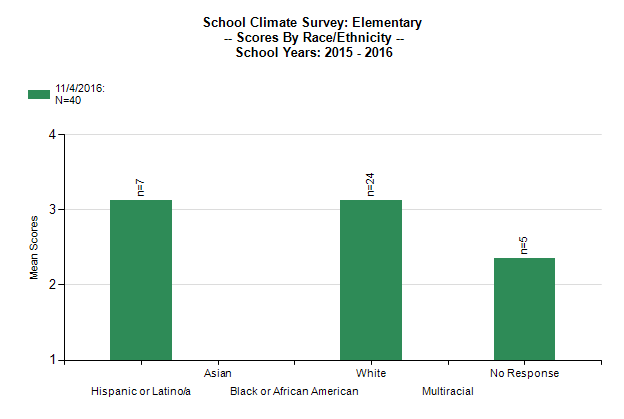 School Climate Survey: Elementary
-- Scores By Race/Ethnicity --
School Years: 2015 - 2016
11/4/2016:
N=40
4
3
2
1
Mean Scores
n=7
n=24
n=5
Asian
White
No Response
Hispanic or Latino/a
Black or African American
Multiracial